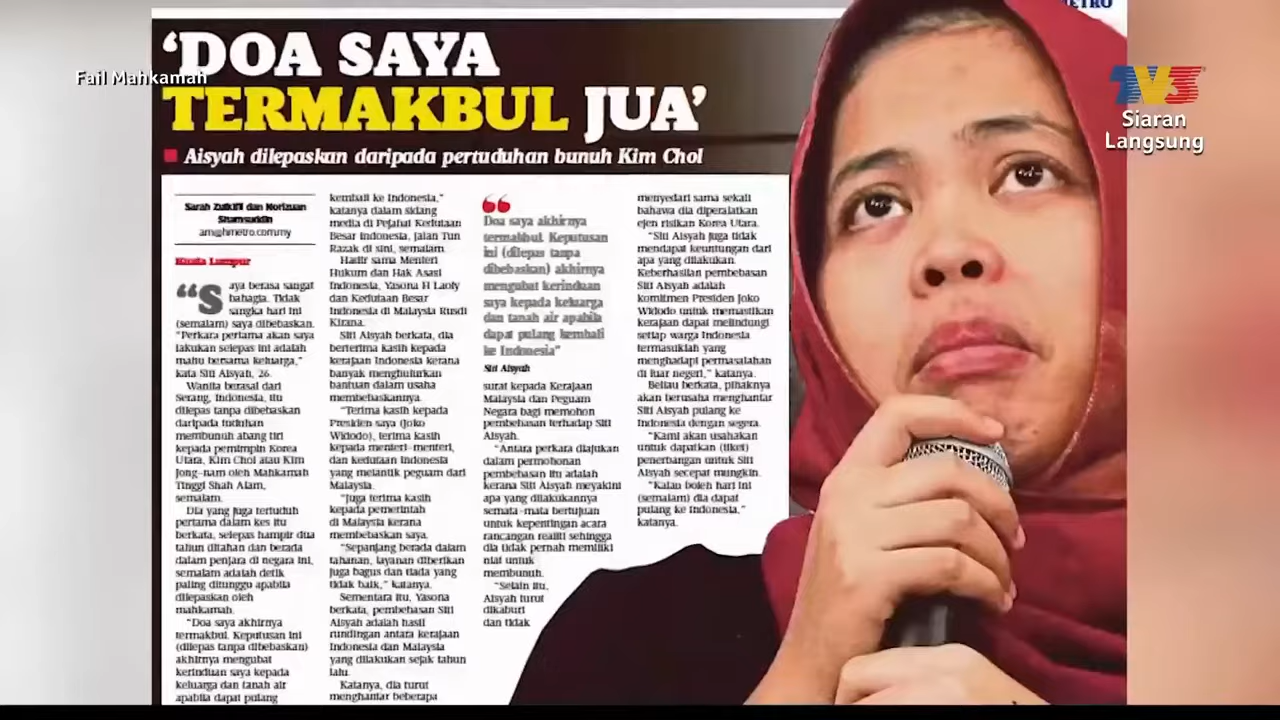 METRO
Fail Mahkamah
TV3
Siaran
Langsung
'DOA SAYA
TERMAKBUL JUA'
Aisyah dilepaskan daripada pertuduhan bunuh Kim Chol
Sarah Zulkifli dan Norizuan
Shamsuddin
am@hmetro.com.my
Kuala Lumpur
"Saya berasa sangat
bahagia. Tidak
sangka hari ini
(semalam) saya dibebaskan.
"Perkara pertama akan saya
lakukan selepas ini adalah
mahu bersama keluarga,"
kata Siti Aisyah, 26.
Wanita berasal dari
Serang, Indonesia, itu
dilepas tanpa dibebaskan
daripada tuduhan
membunuh abang tiri
kepada pemimpin Korea
Utara, Kim Chol atau Kim
Jong-nam oleh Mahkamah
Tinggi Shah Alam,
semalam.
Dia yang juga tertuduh
pertama dalam kes itu
berkata, selepas hampir dua
tahun ditahan dan berada
dalam penjara di negara ini,
semalam adalah detik
paling ditunggu apabila
dilepaskan oleh
mahkamah.
"Doa saya akhirnya
termakbul. Keputusan ini
(dilepas tanpa dibebaskan)
akhirnya mengubat
kerinduan saya kepada
keluarga dan tanah air
apabila dapat pulang
kembali ke Indonesia,"
katanya dalam sidang
media di Pejabat Kedutaan
Besar Indonesia, Jalan Tun
Razak di sini, semalam.
Hadir sama Menteri
Hukum dan Hak Asasi
Indonesia, Yasona H Laoly
dan Kedutaan Besar
Indonesia di Malaysia Rusdi
Kirana.
Siti Aisyah berkata, dia
berterima kasih kepada
kerajaan Indonesia kerana
banyak menghulurkan
bantuan dalam usaha
membebaskannya.
"Terima kasih kepada
Presiden saya (Joko
Widodo), terima kasih
kepada menteri-menteri,
dan kedutaan Indonesia
yang melantik peguam dari
Malaysia.
"Juga terima kasih
kepada pemerintah
di Malaysia kerana
membebaskan saya.
"Sepanjang berada dalam
tahanan, layanan diberikan
juga bagus dan tiada yang
tidak baik," katanya.
Sementara itu, Yasona
berkata, pembebasan Siti
Aisyah adalah hasil
rundingan antara kerajaan
Indonesia dan Malaysia
yang dilakukan sejak tahun
lalu.
Katanya, dia turut
menghantar beberapa
"Doa saya akhirnya
termakbul. Keputusan
ini (dilepas tanpa
dibebaskan) akhirnya
mengubat kerinduan
saya kepada keluarga
dan tanah air apabila
dapat pulang kembali
ke Indonesia"
Siti Aisyah
surat kepada Kerajaan
Malaysia dan Peguam
Negara bagi memohon
pembebasan terhadap Siti
Aisyah.
"Antara perkara diajukan
dalam permohonan
pembebasan itu adalah
kerana Siti Aisyah meyakini
apa yang dilakukannya
semata-mata bertujuan
untuk kepentingan acara
rancangan realiti sehingga
dia tidak pernah memiliki
niat untuk
membunuh.
"Selain itu,
Aisyah turut
dikaburi
dan tidak
menyedari sama sekali
bahawa dia diperalatkan
ejen risikan Korea Utara.
"Siti Aisyah juga tidak
mendapat keuntungan dari
apa yang dilakukan.
Keberhasilan pembebasan
Siti Aisyah adalah
komitmen Presiden Joko
Widodo untuk memastikan
kerajaan dapat melindungi
setiap warga Indonesia
termasuklah yang
menghadapi permasalahan
di luar negeri," katanya.
Beliau berkata, pihaknya
akan berusaha menghantar
Siti Aisyah pulang ke
Indonesia dengan segera.
"Kami akan usahakan
untuk dapatkan (tiket)
penerbangan untuk Siti
Aisyah secepat mungkin.
"Kalau boleh hari ini
(semalam) dia dapat
pulang ke Indonesia,"
katanya.